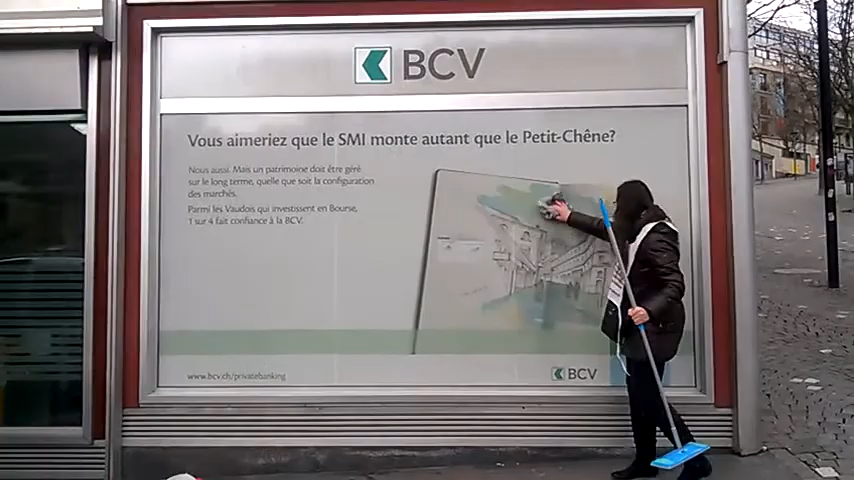 BCV
Vous aimeriez que le SMI monte autant que le Petit-Chêne?
Nous aussi. Mais un patrimoine doit être géré
sur le long terme, quelle que soit la configuration
des marchés.
Parmi les Vaudois qui investissent en Bourse,
1 sur 4 fait confiance à la BCV.
www.bcv.ch/privatebanking
BCV